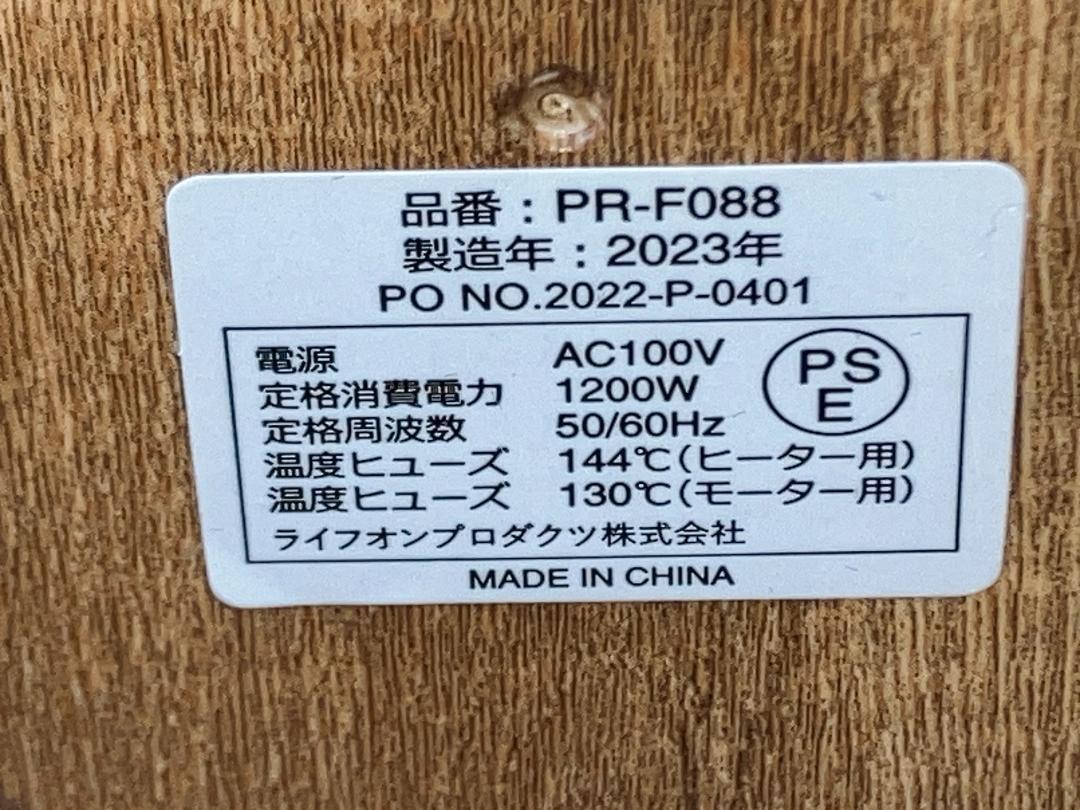 品番：PR-F088
製造年：2023年
PO NO.2022-P-0401
電源 AC100V
定格消費電力 1200W
定格周波数 50/60Hz
温度ヒューズ 144℃(ヒーター用)
温度ヒューズ 130℃(モーター用)
ライフオンプロダクツ株式会社
PS
E
MADE IN CHINA